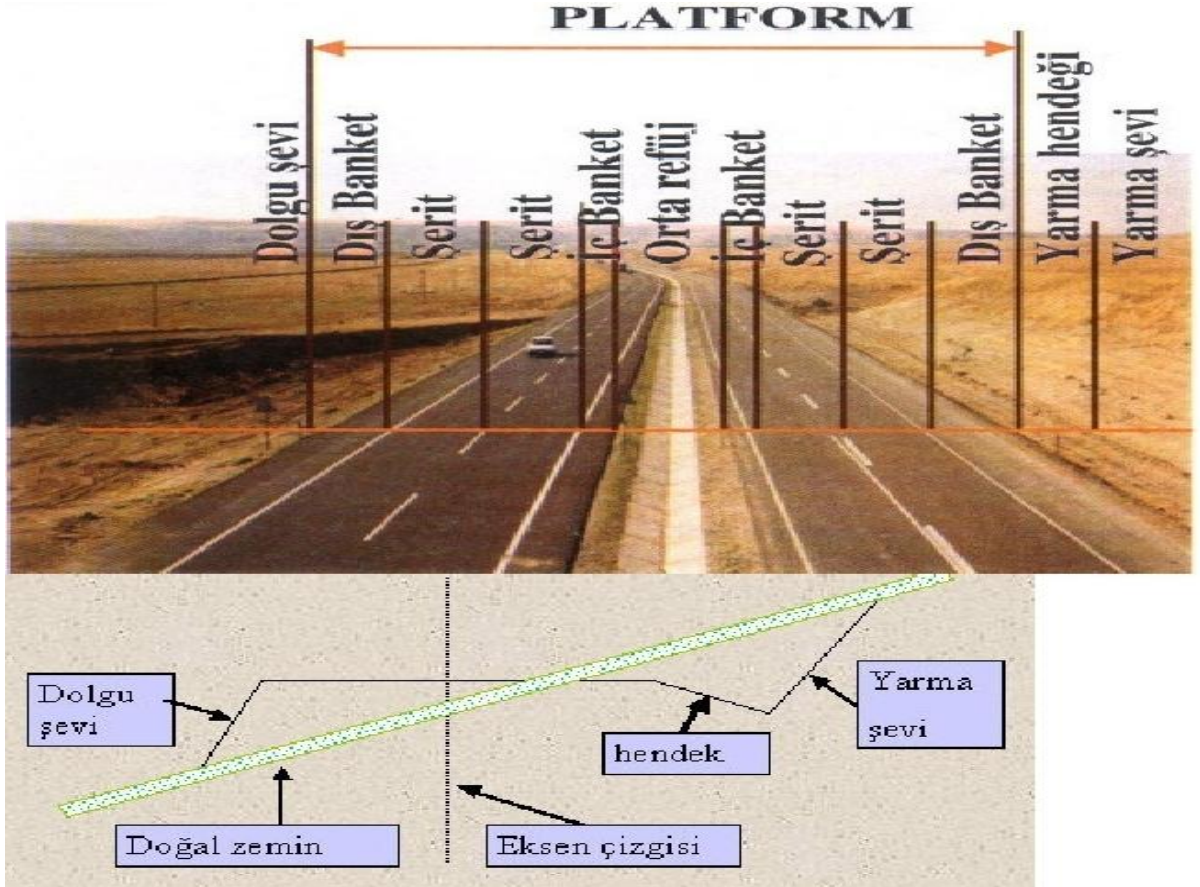 PLATFORM
Dolgu şevi
Dış Banket
Şerit
Şerit
İç Banket
Orta refüj
İç Banket
Şerit
Şerit
Dış Banket
Yarma hendeği
Yarma şevi
Dolgu
şevi
Yarma
şevi
hendek
Doğal zemin
Eksen çizgisi